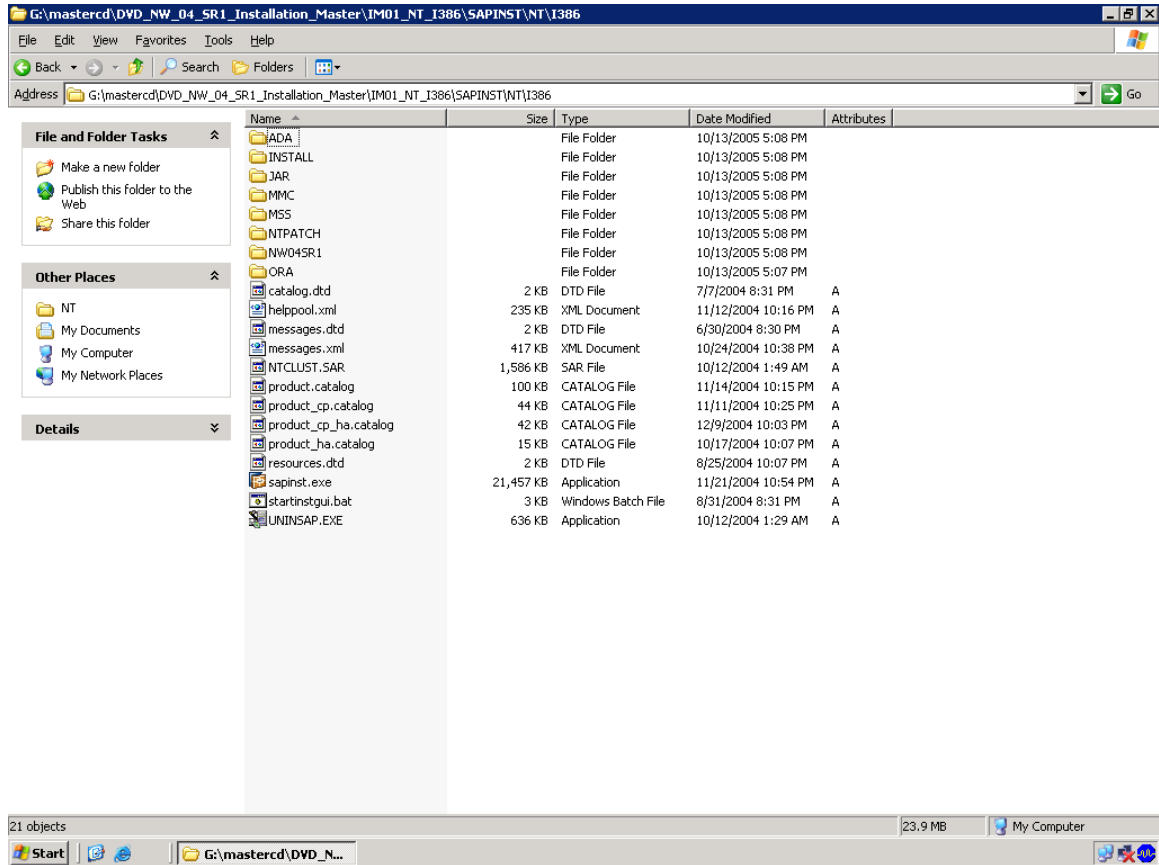 G:\mastercd\DVD_NW_04_SR1_Installation_Master\IM01_NT_I386\SAPINST\NT\I386
File Edit View Favorites Tools Help
Back Search Folders
Address G:\mastercd\DVD_NW_04_SR1_Installation_Master\IM01_NT_I386\SAPINST\NT\I386 Go
File and Folder Tasks
Make a new folder
Publish this folder to the
Web
Share this folder
Other Places
NT
My Documents
My Computer
My Network Places
Details
Name Size Type Date Modified Attributes
ADA File Folder 10/13/2005 5:08 PM
INSTALL File Folder 10/13/2005 5:08 PM
JAR File Folder 10/13/2005 5:08 PM
MMC File Folder 10/13/2005 5:08 PM
MSS File Folder 10/13/2005 5:08 PM
NTPATCH File Folder 10/13/2005 5:08 PM
NW04SR1 File Folder 10/13/2005 5:08 PM
ORA File Folder 10/13/2005 5:07 PM
catalog.dtd 2 KB DTD File 7/7/2004 8:31 PM A
helppool.xml 235 KB XML Document 11/12/2004 10:16 PM A
messages.dtd 2 KB DTD File 6/30/2004 8:30 PM A
messages.xml 417 KB XML Document 10/24/2004 10:38 PM A
NTCLUST.SAR 1,586 KB SAR File 10/12/2004 1:49 AM A
product.catalog 100 KB CATALOG File 11/14/2004 10:15 PM A
product_cp.catalog 44 KB CATALOG File 11/11/2004 10:25 PM A
product_cp_ha.catalog 42 KB CATALOG File 12/9/2004 10:03 PM A
product_ha.catalog 15 KB CATALOG File 10/17/2004 10:07 PM A
resources.dtd 2 KB DTD File 8/25/2004 10:07 PM A
sapinst.exe 21,457 KB Application 11/21/2004 10:54 PM A
startinstgui.bat 3 KB Windows Batch File 8/31/2004 8:31 PM A
UNINSAP.EXE 636 KB Application 10/12/2004 1:29 AM A
21 objects 23.9 MB My Computer
Start G:\mastercd\DVD_N...